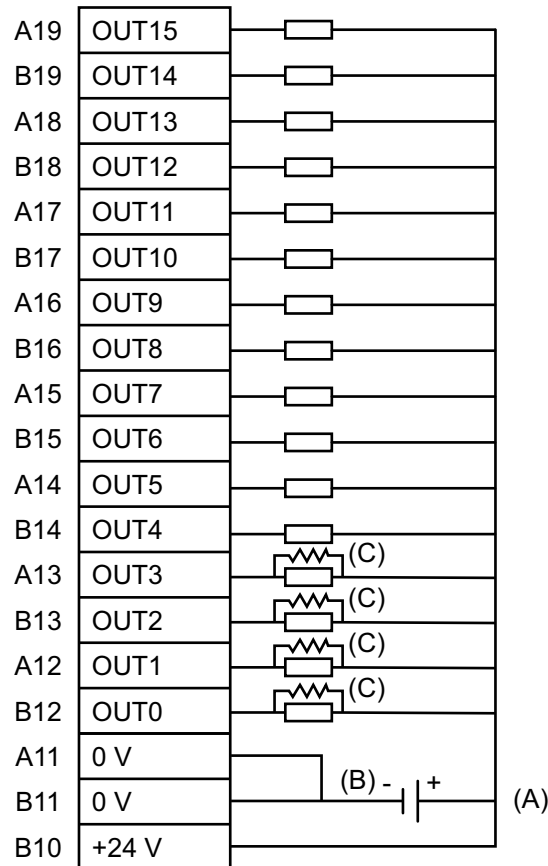 A19 OUT15
B19 OUT14
A18 OUT13
B18 OUT12
A17 OUT11
B17 OUT10
A16 OUT9
B16 OUT8
A15 OUT7
B15 OUT6
A14 OUT5
B14 OUT4
(C)
A13 OUT3
(C)
B13 OUT2
(C)
A12 OUT1
(C)
B12 OUT0
A11 0 V
(B) - +
B11 0 V (A)
B10 +24 V